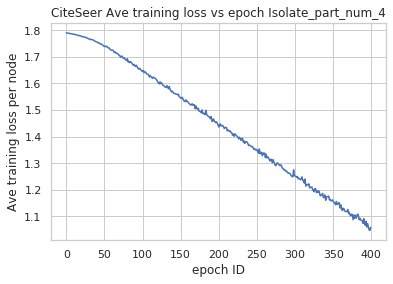 CiteSeer Ave training loss vs epoch Isolate_part_num_4
Ave training loss per node
1.8
1.7
1.6
1.5
1.4
1.3
1.2
1.1
0 50 100 150 200 250 300 350 400
epoch ID